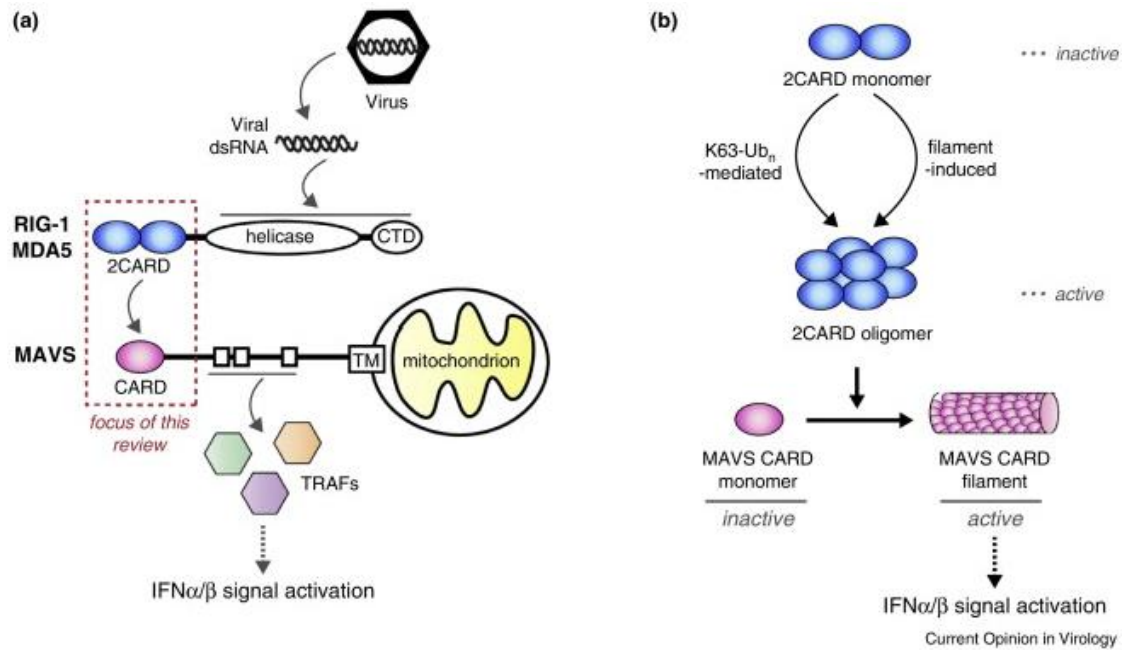 (a)
Virus
Viral
dsRNA
RIG-1
MDA5
helicase
CTD
2CARD
MAVS
TM
mitochondrion
CARD
focus of this
review
TRAFs
IFNα/β signal activation
(b)
2CARD monomer
··· inactive
K63-Ubn
-mediated
filament
-induced
2CARD oligomer
··· active
MAVS CARD
monomer
inactive
MAVS CARD
filament
active
IFNα/β signal activation
Current Opinion in Virology